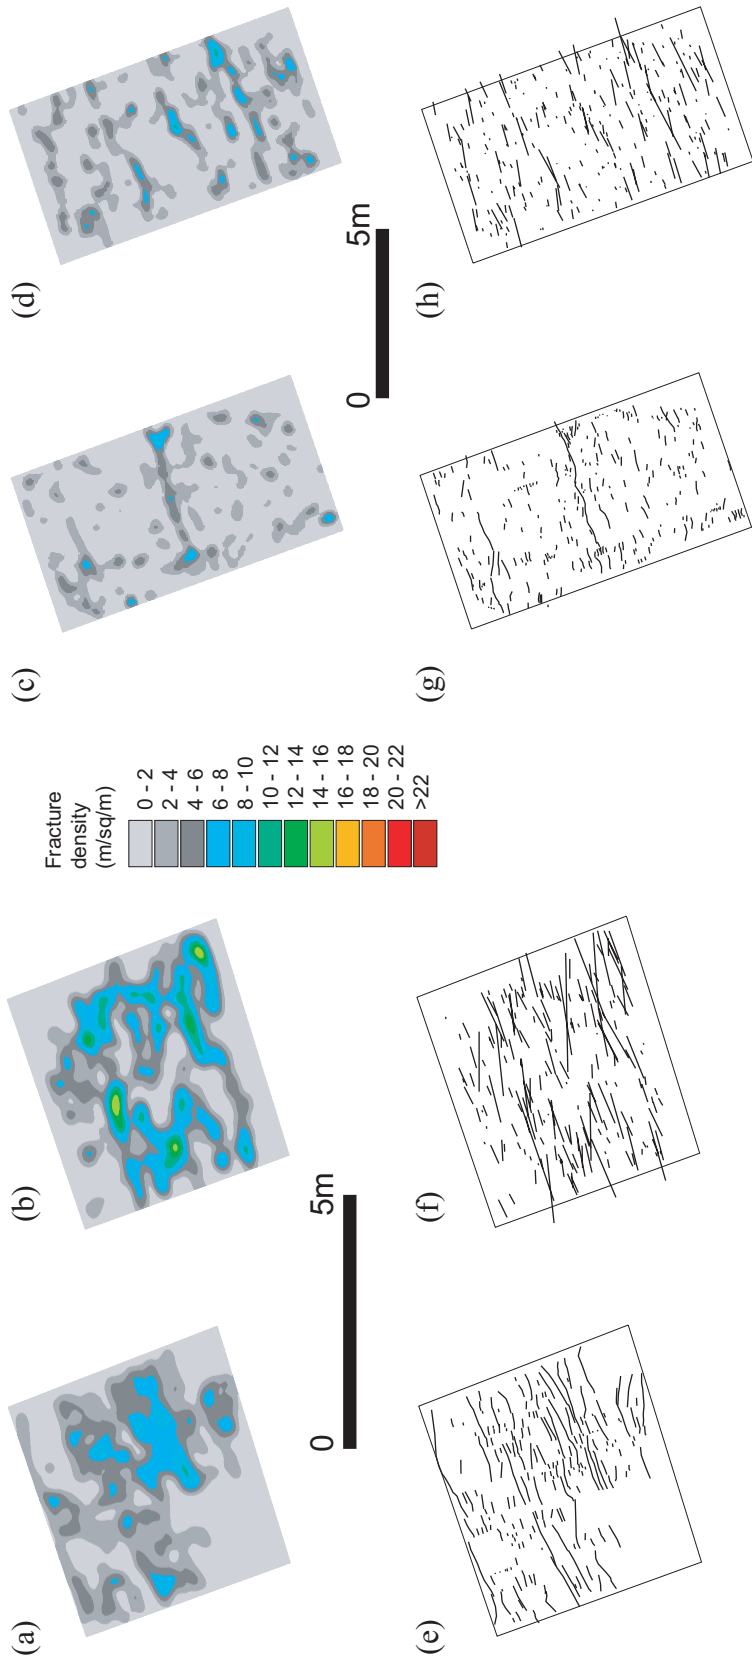 (a)
(b)
(c)
(d)
Fracture
density
(m/sq/m)
0 - 2
2 - 4
4 - 6
6 - 8
8 - 10
10 - 12
12 - 14
14 - 16
16 - 18
18 - 20
20 - 22
>22
0 5m
0 5m
(e)
(f)
(g)
(h)